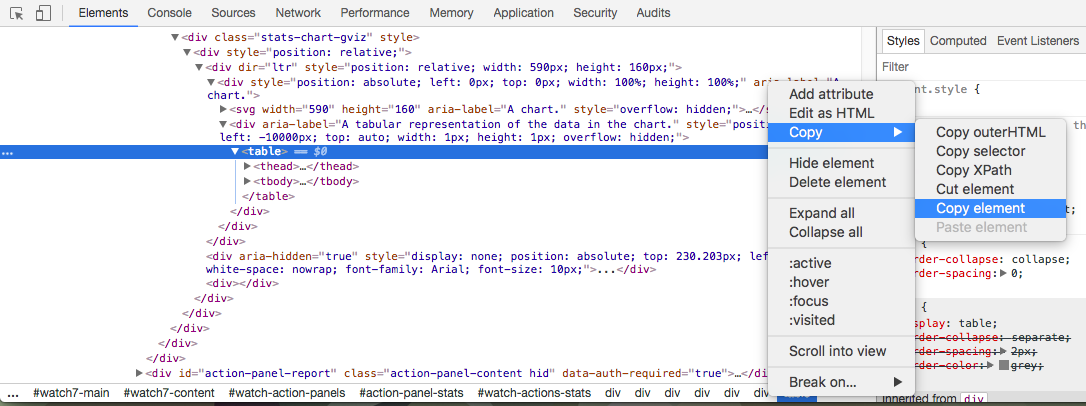 Elements Console Sources Network Performance Memory Application Security Audits
▼<div class="stats-chart-gviz" style>
▼<div style="position: relative;">
▼<div dir="ltr" style="position: relative; width: 590px; height: 160px;">
▼<div style="position: absolute; left: 0px; top: 0px; width: 100%; height: 100%;" aria-label="A
chart.">
▶<svg width="590" height="160" aria-label="A chart." style="overflow: hidden;">…</s
▼<div aria-label="A tabular representation of the data in the chart." style="posit
left: -10000px; top: auto; width: 1px; height: 1px; overflow: hidden;">
… ▼<table> == $0
▶<thead>…</thead>
▶<tbody>…</tbody>
</table>
</div>
</div>
</div>
<div aria-hidden="true" style="display: none; position: absolute; top: 230.203px; lef
white-space: nowrap; font-family: Arial; font-size: 10px;">...</div>
<div></div>
</div>
</div>
</div>
</div>
▶<div id="action-panel-report" class="action-panel-content hid" data-auth-required="true">…</div>
#watch7-main #watch7-content #watch-action-panels #action-panel-stats #watch-actions-stats div div div div div table
Add attribute
Edit as HTML
Copy ▶
Hide element
Delete element
Expand all
Collapse all
:active
:hover
:focus
:visited
Scroll into view
Break on... ▶
Copy outerHTML
Copy selector
Copy XPath
Cut element
Copy element
Paste element
Styles Computed Event Listeners
Filter
nt.style {
th
t;
{
rder-collapse: collapse;
rder-spacing:▶ 0;
{
splay: table;
rder-collapse: separate;
rder-spacing:▶ 2px;
rder-color:▶ grey;
Inherited from div